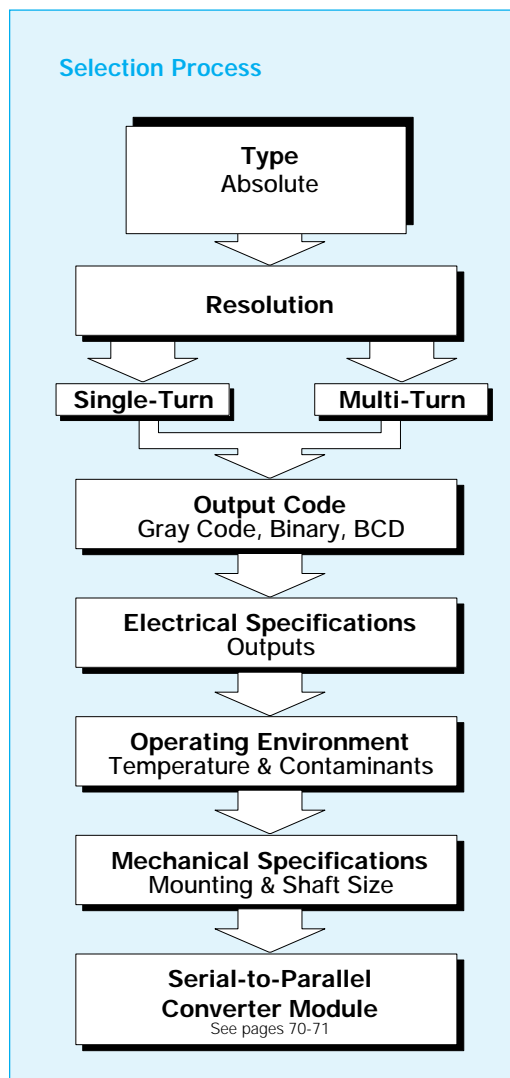 Selection Process
Type
Absolute
Resolution
Single-Turn
Multi-Turn
Output Code
Gray Code, Binary, BCD
Electrical Specifications
Outputs
Operating Environment
Temperature & Contaminants
Mechanical Specifications
Mounting & Shaft Size
Serial-to-Parallel
Converter Module
See pages 70-71